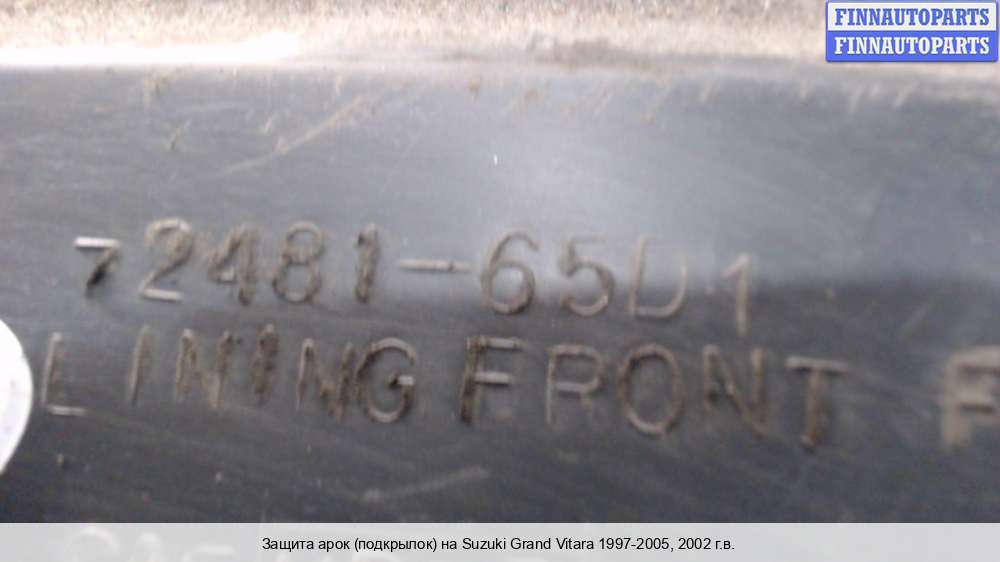 FINNAUTOPARTS
FINNAUTOPARTS
72481-65D1
LINING FRONT F
Защита арок (подкрылок) на Suzuki Grand Vitara 1997-2005, 2002 г.в.